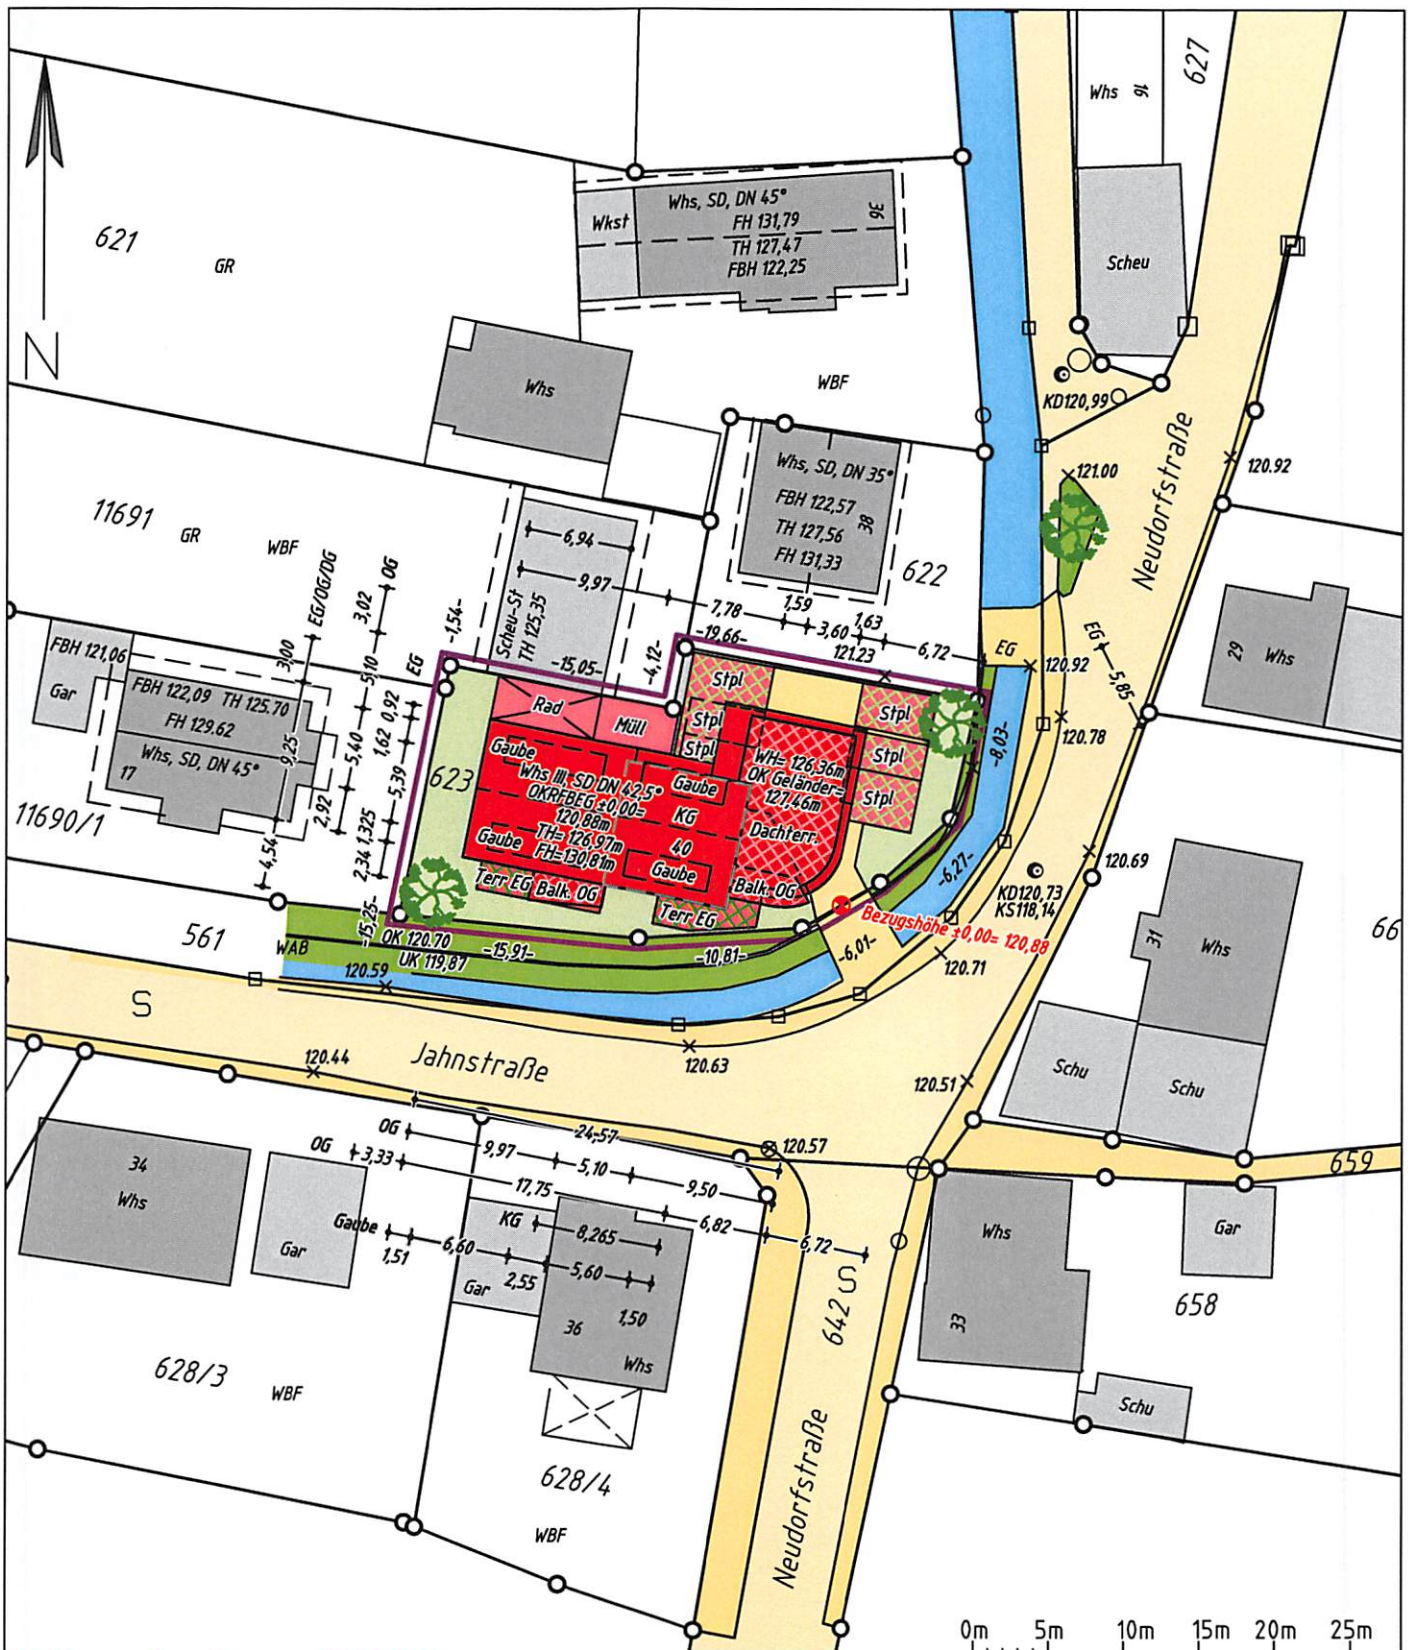 627
Whs 16
621
GR
N
Wkst
Whs, SD, DN 45°
FH 131,79
TH 127,47
FBH 122,25
36
Scheu
Whs
WBF
KD120,99
Neudorfstraße
120.92
121.00
11691
GR
WBF
Whs, SD, DN 35°
FBH 122,57
TH 127,56
FH 131,33
38
622
6,94
9,97
7,78
1,59
3,60
1,63
6,72
EG/OG/DG
3,00
3,02
OG
5,10
EG
-1,54-
Scheu-St
TH 125,35
-15,05-
-4,12-
-19,66-
121.23
EG
120.92
EG
5,85
29
Whs
FBH 121,06
Gar
FBH 122,09 TH 125.70
FH 129.62
Whs, SD, DN 45°
17
9,25
0,92
1,62
5,40
5,39
2,92
1,325
2,34
4,54
11690/1
623
Rad
Müll
Stpl
Stpl
Stpl
Stpl
Stpl
Stpl
120.78
-8,03-
Gaube
Whs III, SD DN 42,5°
OKRFBEG ±0,00=
120,88m
TH= 126,97m
FH=130,81m
Gaube
Gaube
KG
40
Gaube
WH= 126,36m
OK Geländer=
127,46m
Dachterr.
Terr EG
Balk. OG
Terr EG
Balk. OG
-6,27-
120.69
KD120,73
KS118,14
Bezugshöhe ±0,00= 120,88
561
WAB
-15,25-
OK 120.70
UK 119,87
-15,91-
-10,81-
-6,01-
120.59
120.71
31
Whs
66
S
120.44
Jahnstraße
120.63
120.51
Schu
Schu
24,57
120.57
659
OG
9,97
5,10
9,50
OG
3,33
17,75
6,82
6,72
34
Whs
Gar
Gaube
1,51
6,60
2,55
5,60
1,50
KG
8,265
Gar
36
Whs
642 S
Whs
33
Gar
658
Schu
628/3
WBF
628/4
WBF
Neudorfstraße
0m 5m 10m 15m 20m 25m